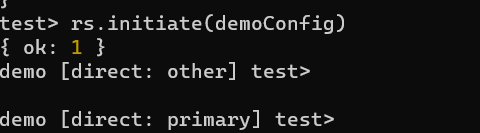 }
test> rs.initiate(demoConfig)
{ ok: 1 }
demo [direct: other] test>
demo [direct: primary] test>